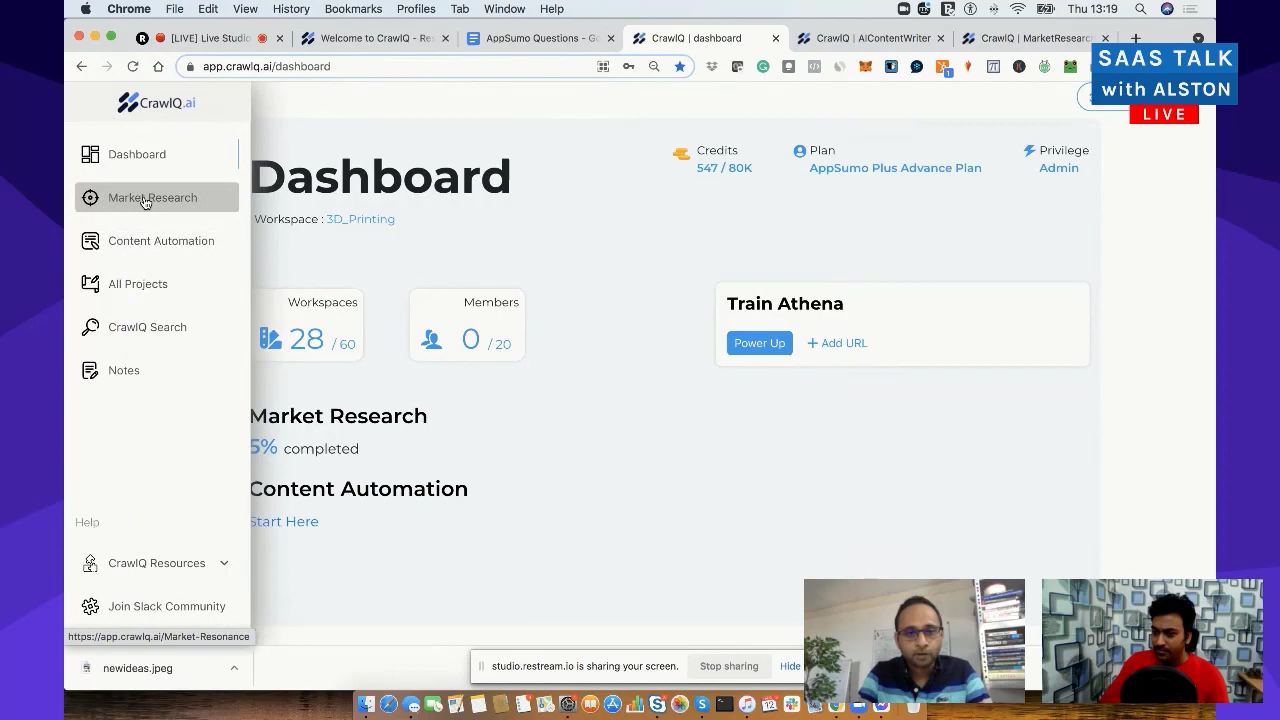 Chrome File Edit View History Bookmarks Profiles Tab Window Help Thu 13:19
[LIVE] Live Studio
Welcome to CrawlQ - Res
AppSumo Questions - Go
CrawlQ | dashboard
CrawlQ | AIContentWriter
CrawlQ | MarketResearch
app.crawlq.ai/dashboard
SAAS TALK
with ALSTON
LIVE
CrawlQ.ai
Dashboard
Market Research
Content Automation
All Projects
CrawlQ Search
Notes
Help
CrawlQ Resources
Join Slack Community
https://app.crawlq.ai/Market-Resonance
newideas.jpeg
Dashboard
Workspace : 3D_Printing
Credits
547 / 80K
Plan
AppSumo Plus Advance Plan
Privilege
Admin
Workspaces
28 / 60
Members
0 / 20
Train Athena
Power Up + Add URL
Market Research
5% completed
Content Automation
Start Here
studio.restream.io is sharing your screen. Stop sharing Hide